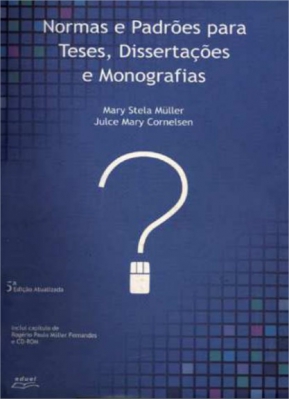 Normas e Padrões para
Teses, Dissertações
e Monografias
Mary Stela Müller
Julce Mary Cornelsen
5ª
Edição Atualizada
Inclui capítulo de
Rogério Paulo Müller Fernandes
e CD-ROM
eduel